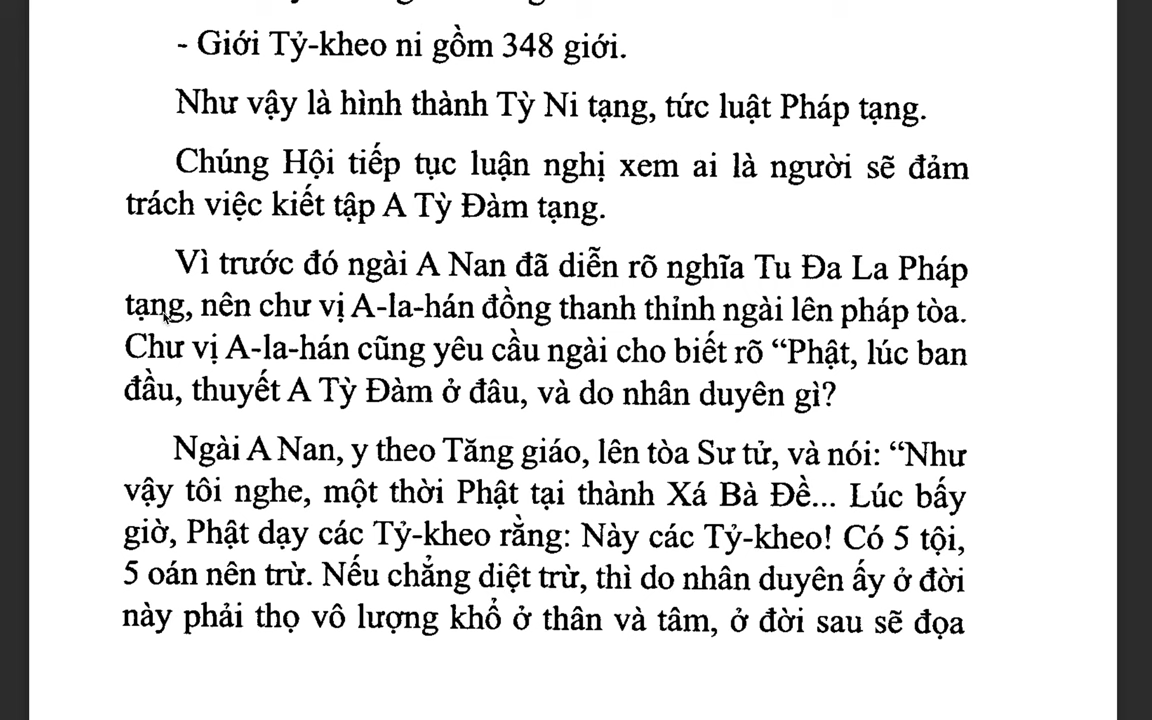 - Giới Tỷ-kheo ni gồm 348 giới.
Như vậy là hình thành Tỳ Ni tạng, tức luật Pháp tạng.
Chúng Hội tiếp tục luận nghị xem ai là người sẽ đảm
trách việc kiết tập A Tỳ Đàm tạng.
Vì trước đó ngài A Nan đã diễn rõ nghĩa Tu Đa La Pháp
tạng, nên chư vị A-la-hán đồng thanh thỉnh ngài lên pháp tòa.
Chư vị A-la-hán cũng yêu cầu ngài cho biết rõ “Phật, lúc ban
đầu, thuyết A Tỳ Đàm ở đâu, và do nhân duyên gì?
Ngài A Nan, y theo Tăng giáo, lên tòa Sư tử, và nói: “Như
vậy tôi nghe, một thời Phật tại thành Xá Bà Đề... Lúc bấy
giờ, Phật dạy các Tỷ-kheo rằng: Này các Tỷ-kheo! Có 5 tội,
5 oán nên trừ. Nếu chẳng diệt trừ, thì do nhân duyên ấy ở đời
này phải thọ vô lượng khổ ở thân và tâm, ở đời sau sẽ đọa